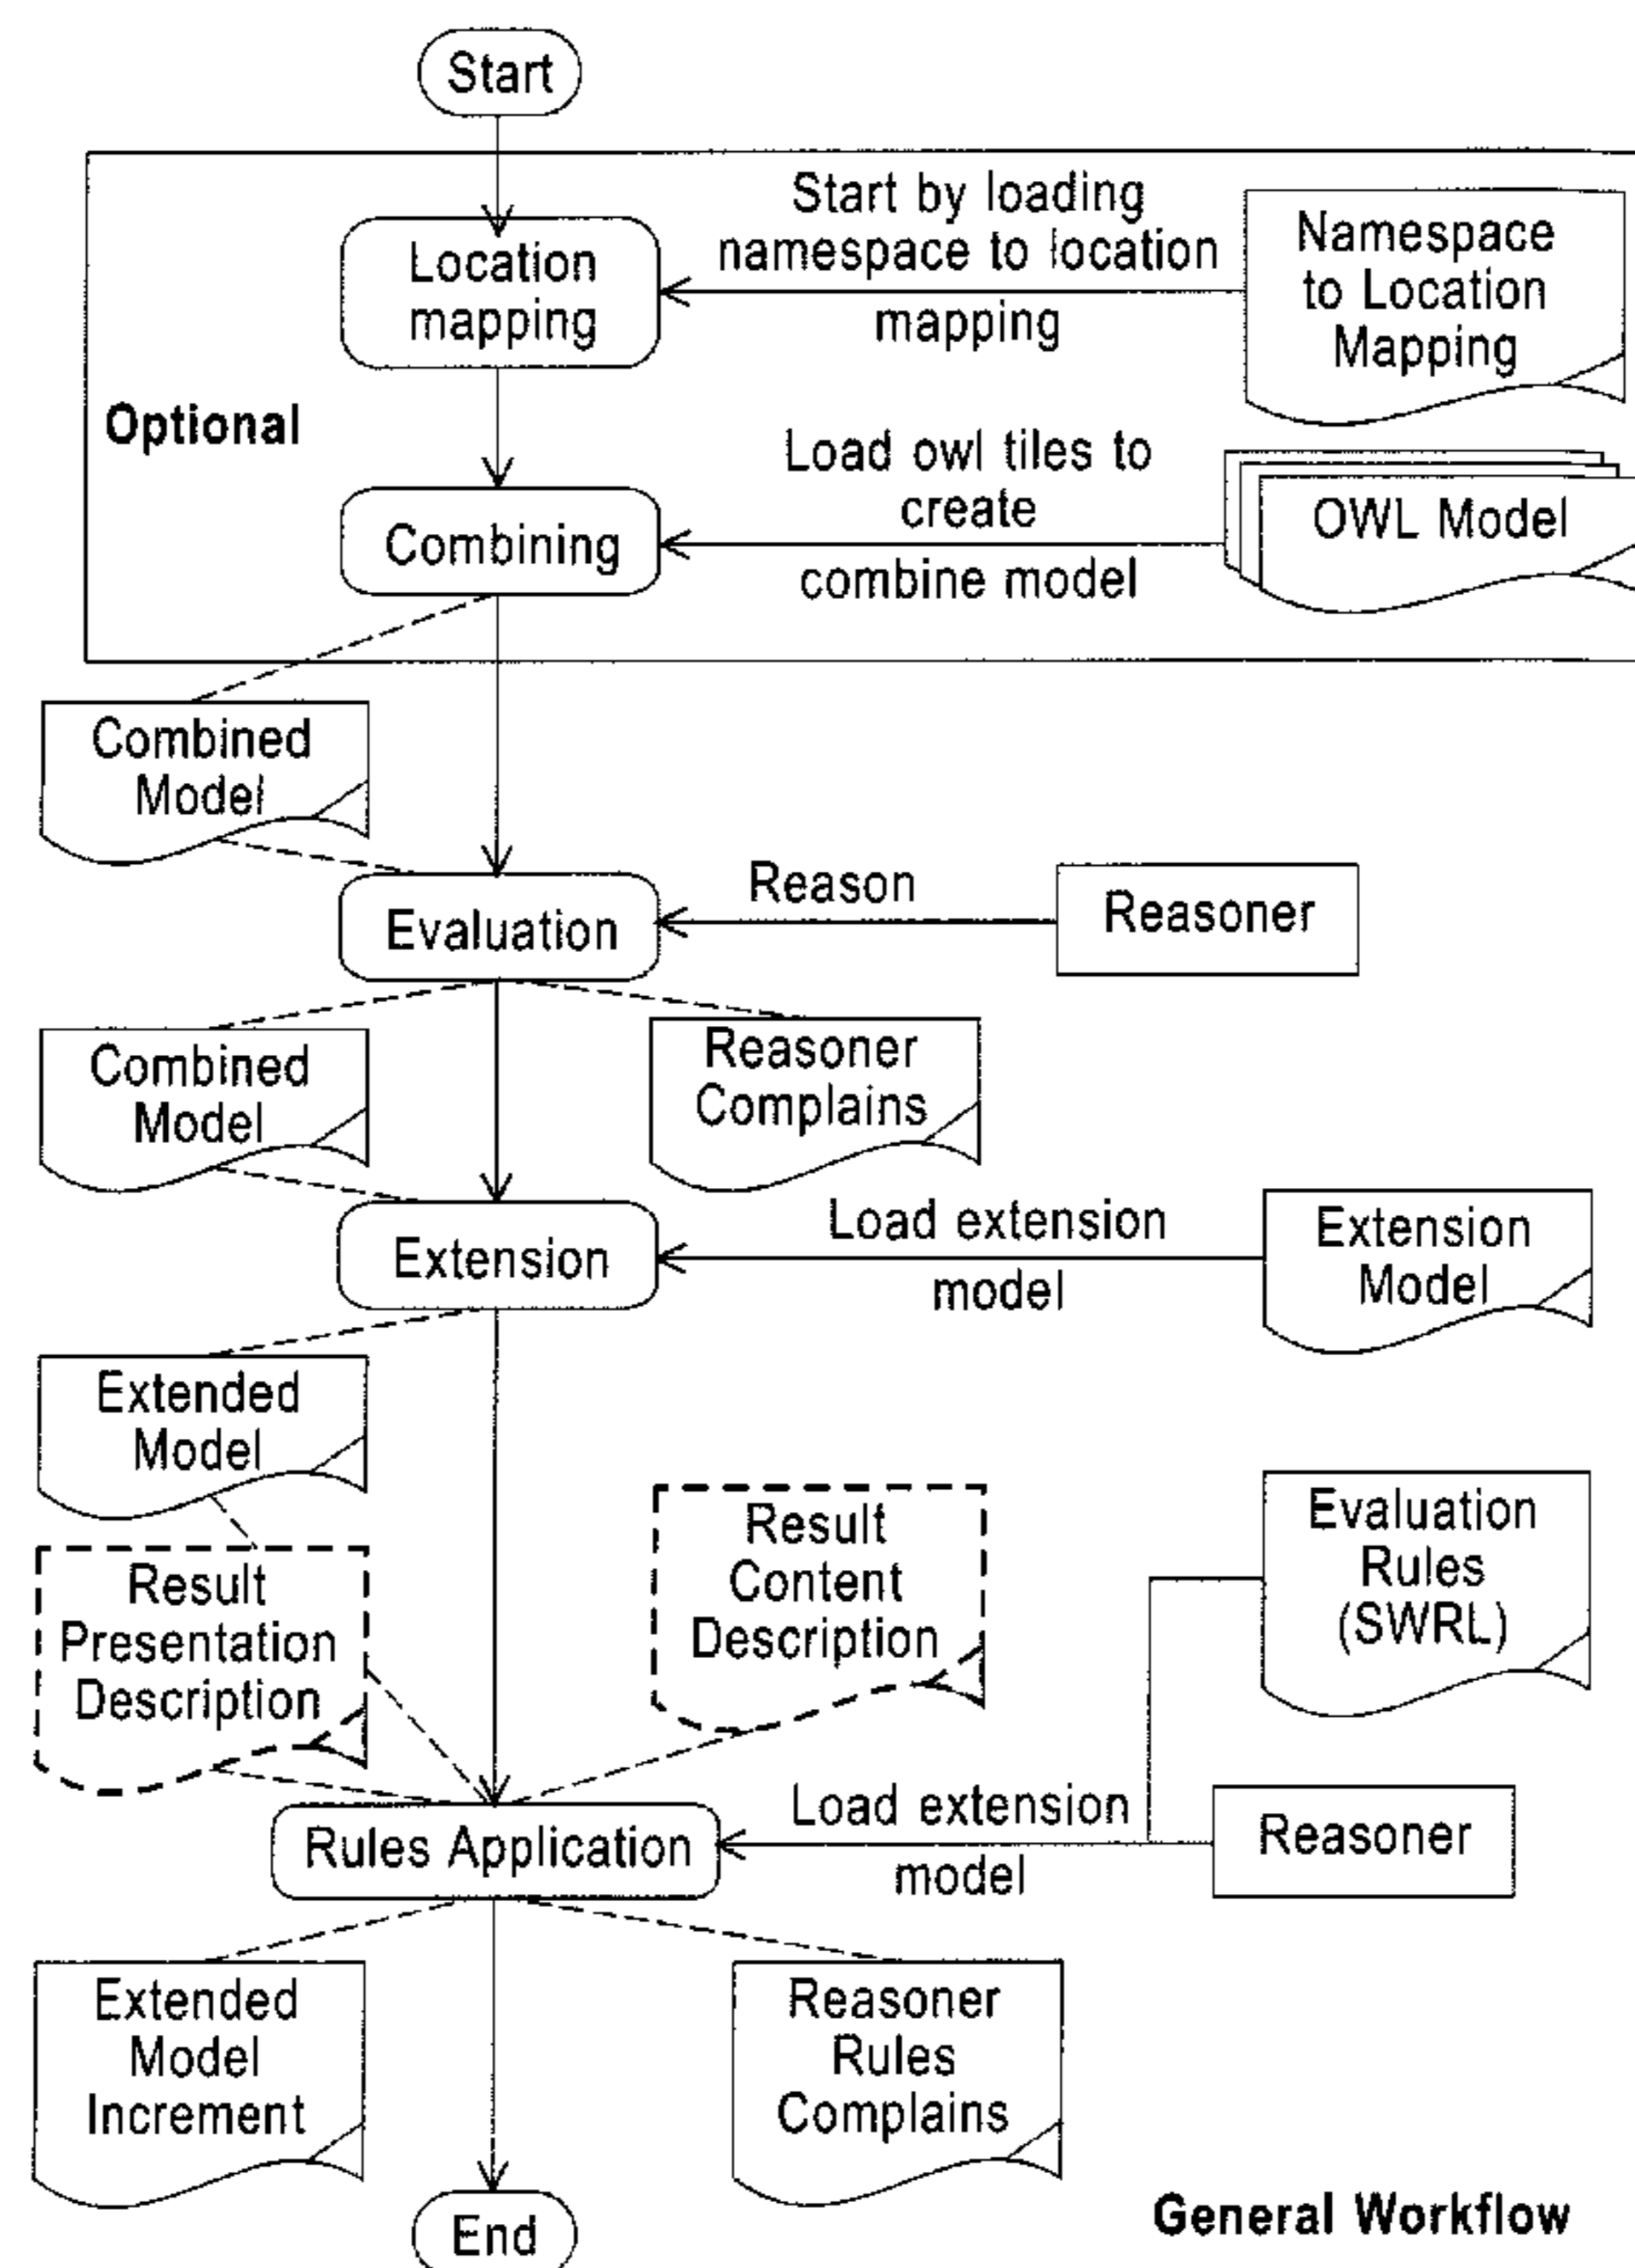 Start
Start by loading
namespace to location
mapping
Namespace
to Location
Mapping
Location
mapping
Optional
Load owl tiles to
create
combine model
OWL Model
Combining
Combined
Model
Reason
Reasoner
Evaluation
Combined
Model
Reasoner
Complains
Load extension
model
Extension
Model
Extension
Extended
Model
Result
Presentation
Description
Result
Content
Description
Evaluation
Rules
(SWRL)
Load extension
model
Reasoner
Rules Application
Extended
Model
Increment
Reasoner
Rules
Complains
End
General Workflow